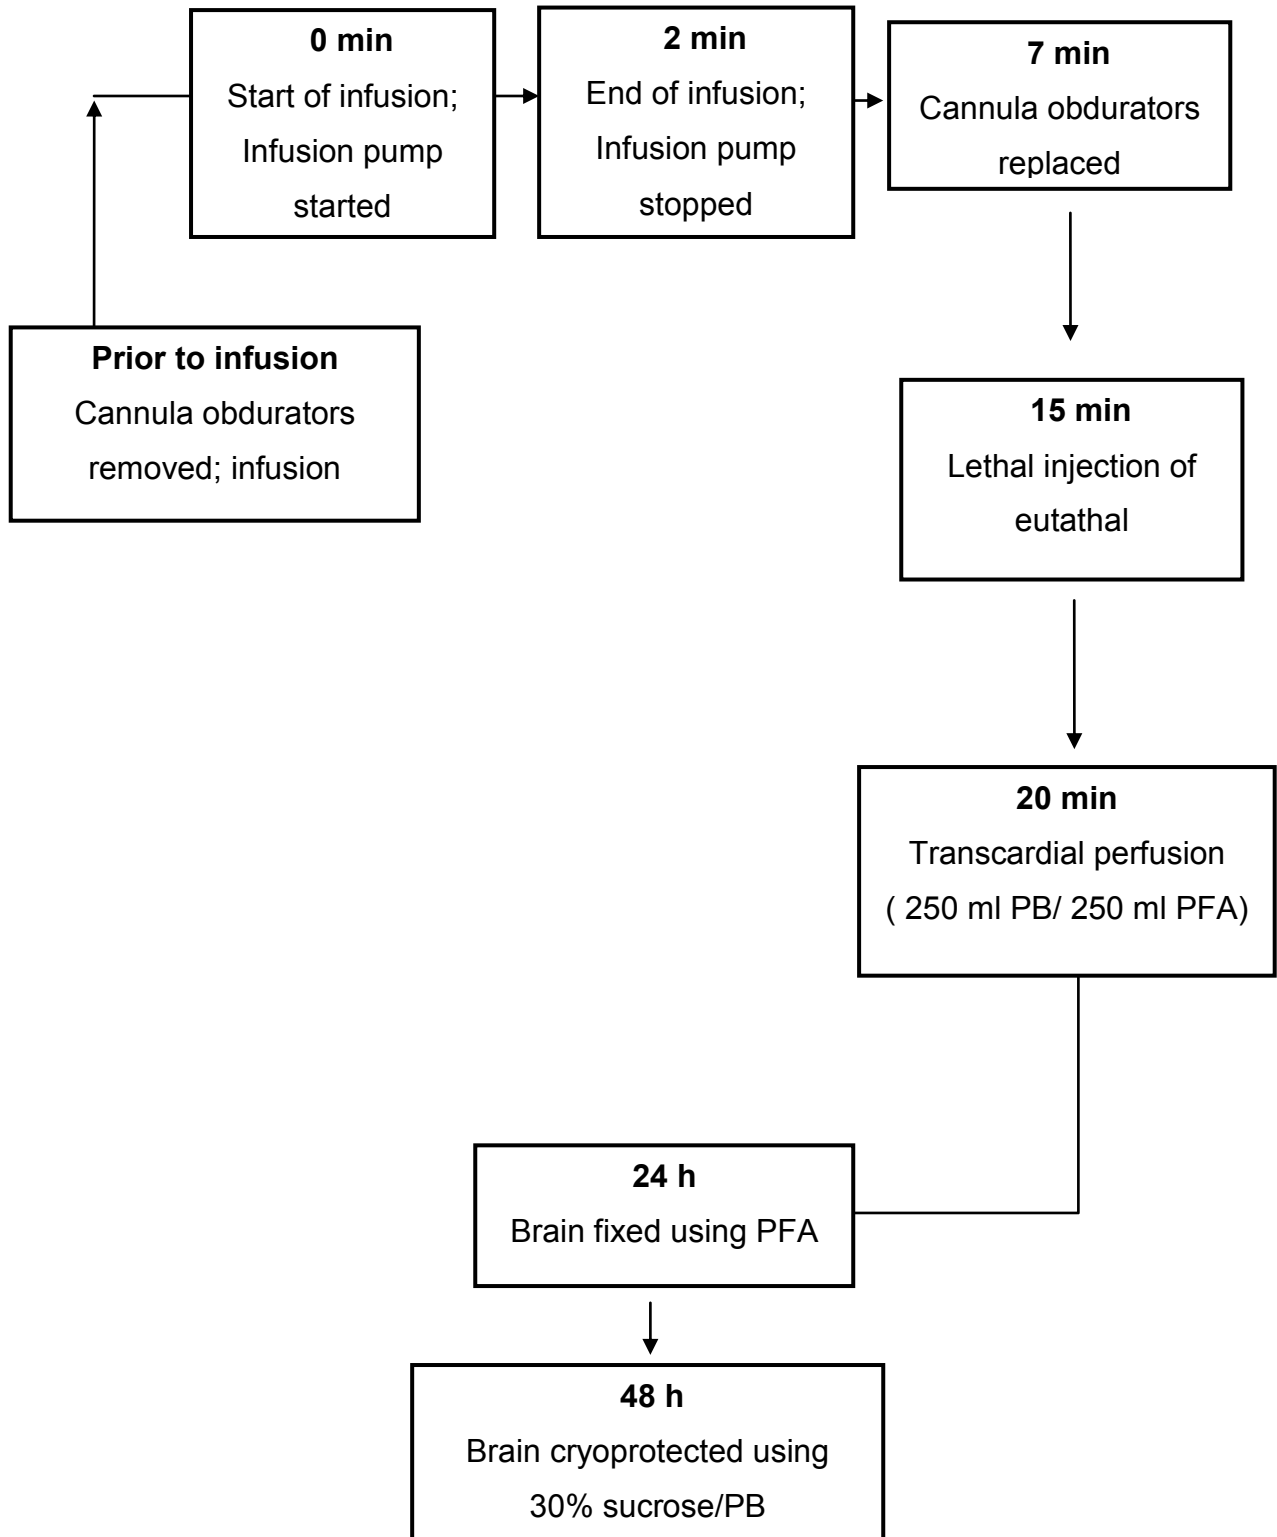 Prior to infusion
Cannula obdurators
removed; infusion
0 min
Start of infusion;
Infusion pump
started
2 min
End of infusion;
Infusion pump
stopped
7 min
Cannula obdurators
replaced
15 min
Lethal injection of
eutathal
20 min
Transcardial perfusion
( 250 ml PB/ 250 ml PFA)
24 h
Brain fixed using PFA
48 h
Brain cryoprotected using
30% sucrose/PB